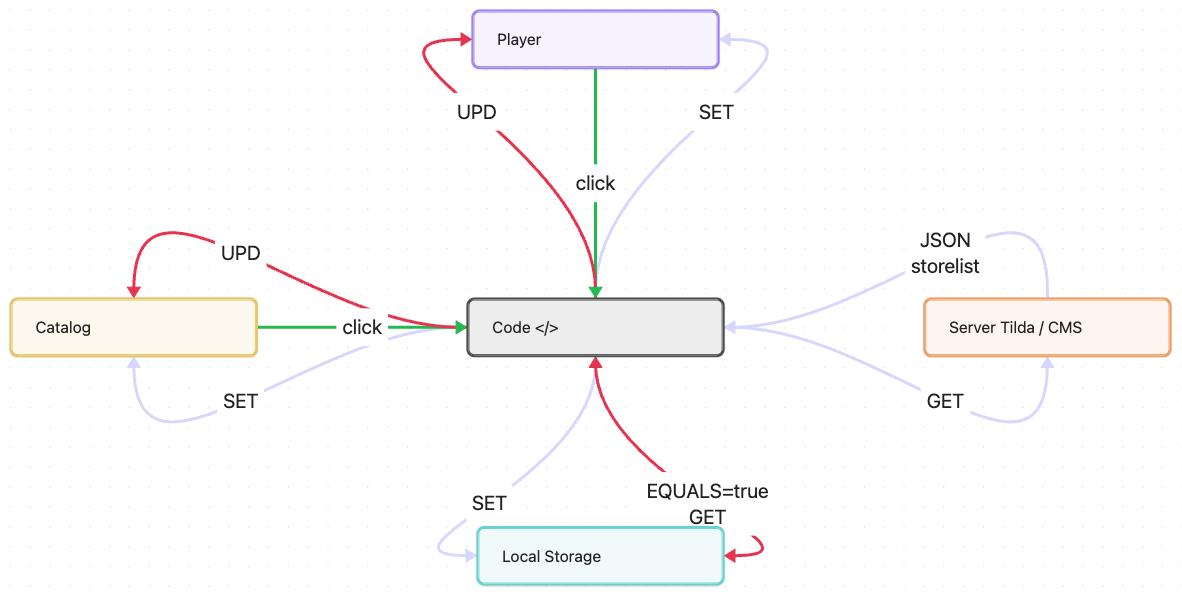 Player
UPD
SET
click
UPD
JSON
storelist
Catalog
click
Code </>
Server Tilda / CMS
SET
GET
SET
EQUALS=true
GET
Local Storage